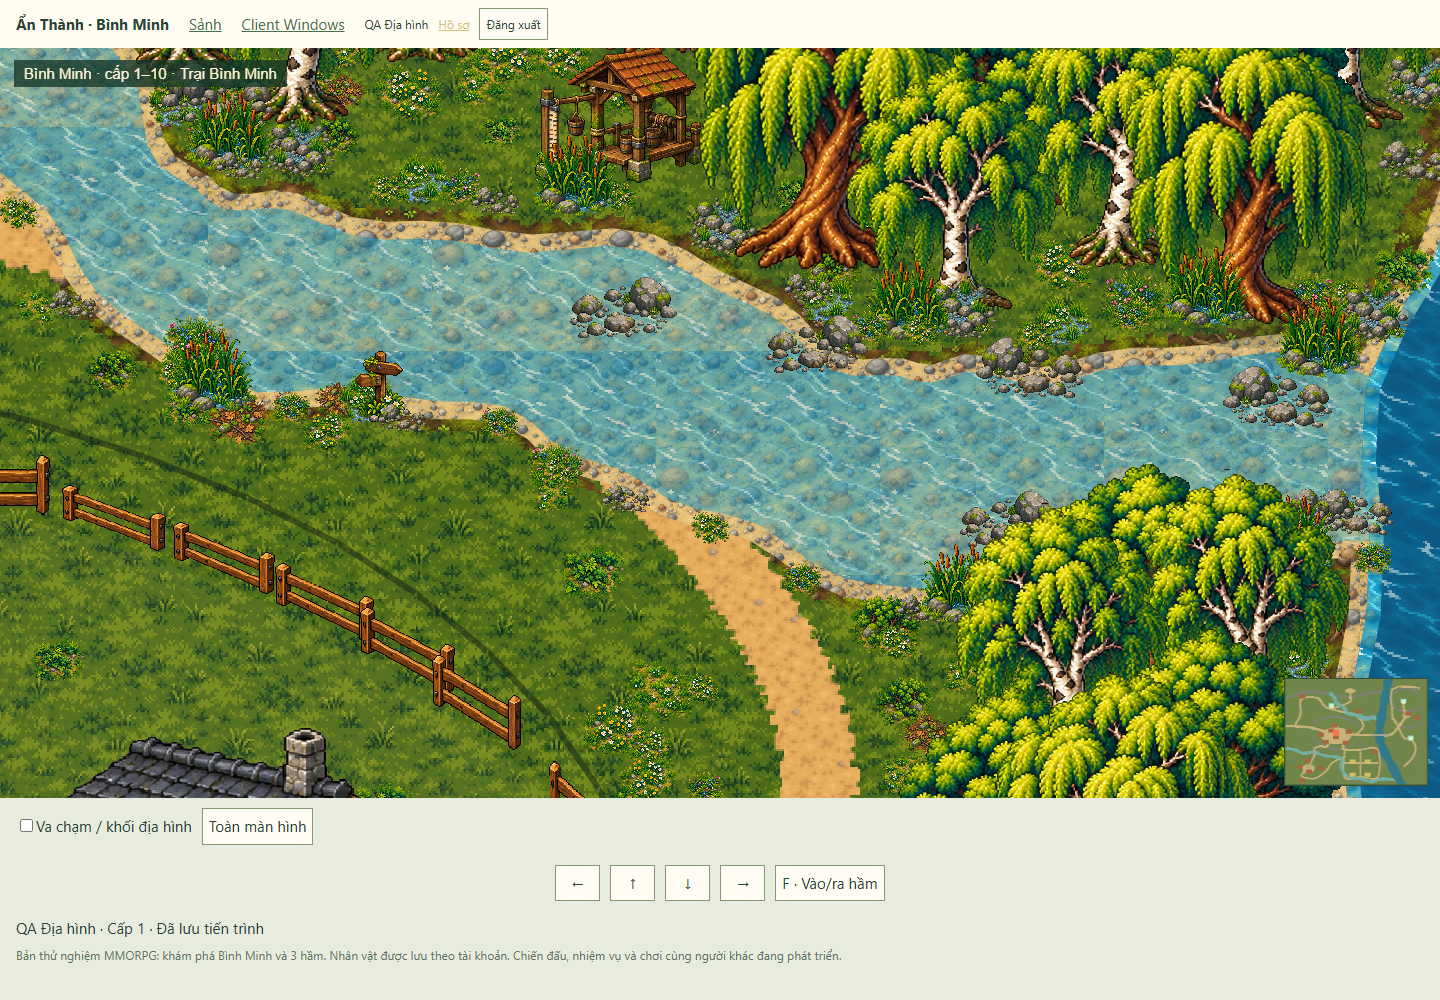 Ẩn Thành · Bình Minh Sảnh Client Windows QA Địa hình Hồ sơ Đăng xuất
Bình Minh · cấp 1–10 · Trại Bình Minh
Va chạm / khối địa hình Toàn màn hình
← ↑ ↓ → F · Vào/ra hầm
QA Địa hình · Cấp 1 · Đã lưu tiến trình
Bản thử nghiệm MMORPG: khám phá Bình Minh và 3 hầm. Nhân vật được lưu theo tài khoản. Chiến đấu, nhiệm vụ và chơi cùng người khác đang phát triển.